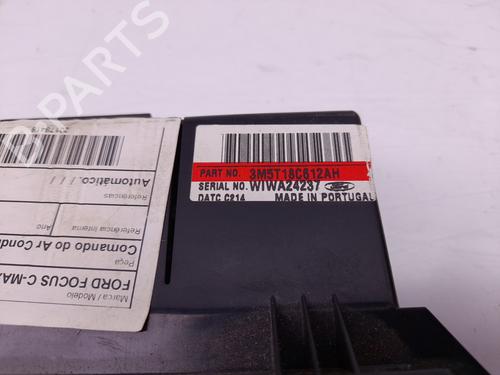 PARTS
PART NO. 3M5T18C612AH
SERIAL NO. WIWA24237 Ford
DATC C214 MADE IN PORTUGAL
Marca / Modelo
FORD FOCUS C-MA
Peça
Comando do Ar Cond
Referência Interna
Ano
Referências
Automático. / / /